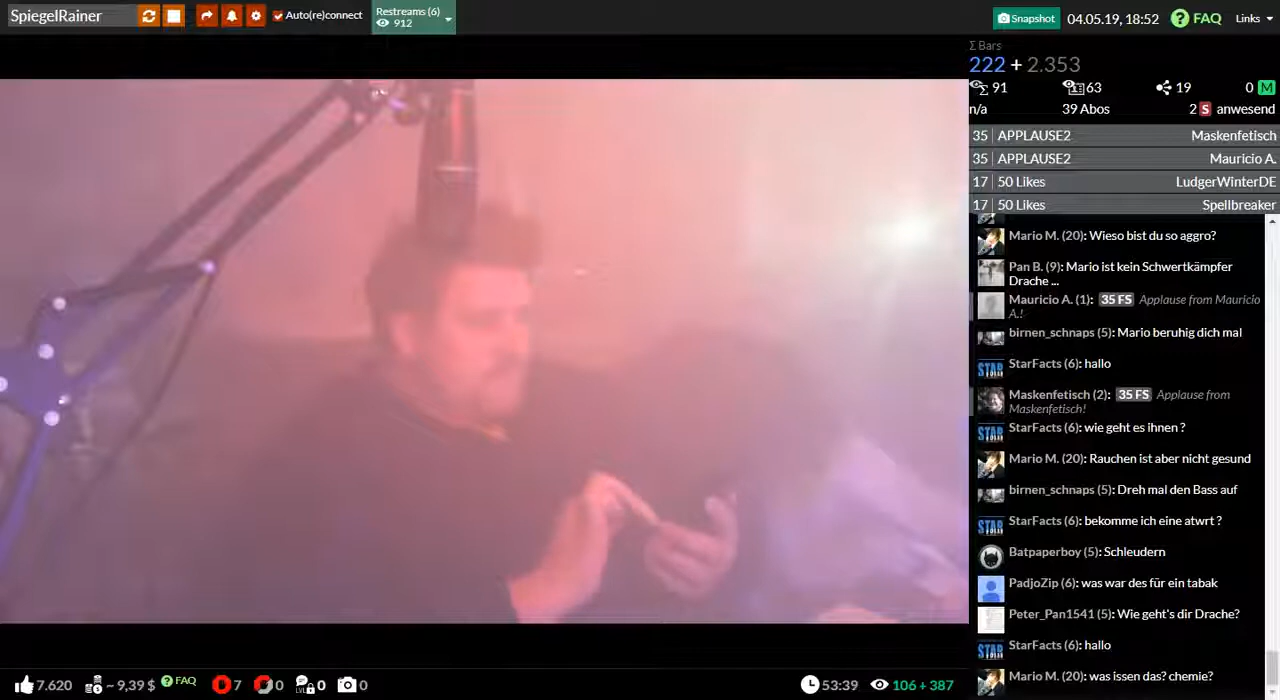 SpiegelRainer
Auto(re)connect
Restreams (6)
912
Snapshot
04.05.19, 18:52
? FAQ
Links
Σ Bars
222 + 2.353
Σ 91
63
19
0 M
n/a
39 Abos
2 S anwesend
35 | APPLAUSE2 Maskenfetisch
35 | APPLAUSE2 Mauricio A.
17 | 50 Likes LudgerWinterDE
17 | 50 Likes Spellbreaker
Mario M. (20): Wieso bist du so aggro?
Pan B. (9): Mario ist kein Schwertkämpfer
Drache ...
Mauricio A. (1): 35 FS Applause from Mauricio
A.!
birnen_schnaps (5): Mario beruhig dich mal
StarFacts (6): hallo
Maskenfetisch (2): 35 FS Applause from
Maskenfetisch!
StarFacts (6): wie geht es ihnen ?
Mario M. (20): Rauchen ist aber nicht gesund
birnen_schnaps (5): Dreh mal den Bass auf
StarFacts (6): bekomme ich eine atwrt ?
Batpaperboy (5): Schleudern
PadjoZip (6): was war des für ein tabak
Peter_Pan1541 (5): Wie geht's dir Drache?
StarFacts (6): hallo
Mario M. (20): was issen das? chemie?
7.620
~ 9,39 $
? FAQ
7
0
LVL
0
0
53:39
106 + 387